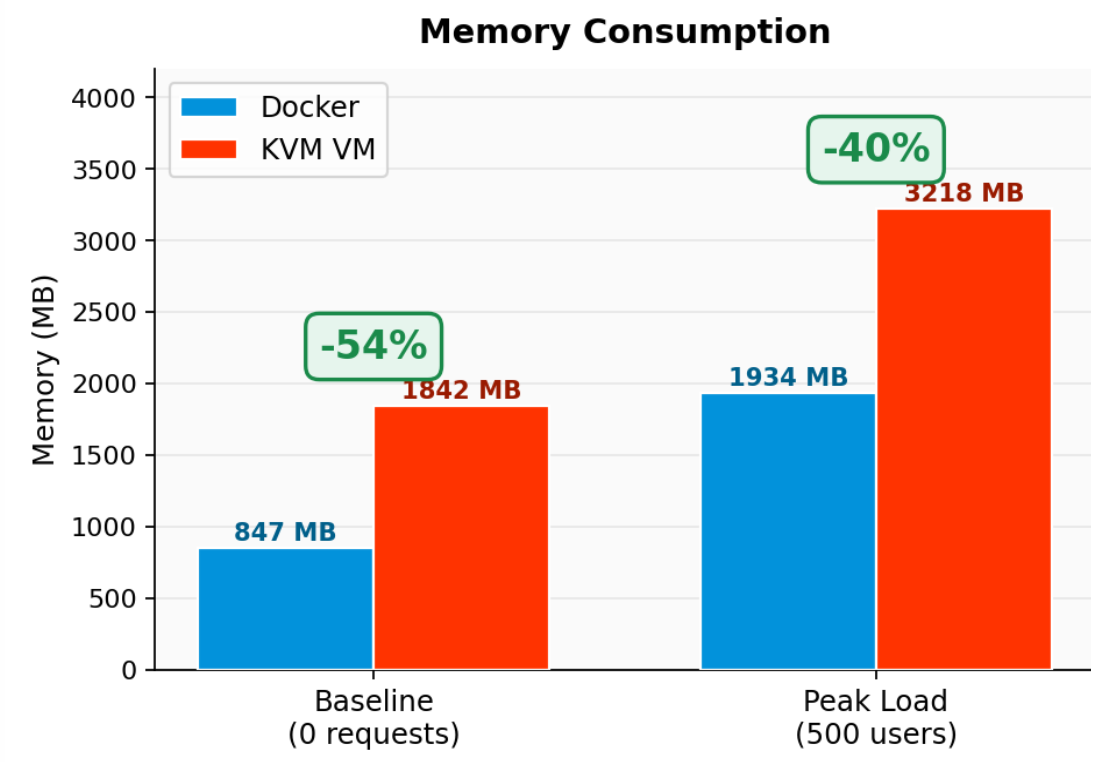 Memory Consumption
Docker
KVM VM
Memory (MB)
4000
3500
3000
2500
2000
1500
1000
500
0
-54%
-40%
847 MB
1842 MB
1934 MB
3218 MB
Baseline
(0 requests)
Peak Load
(500 users)